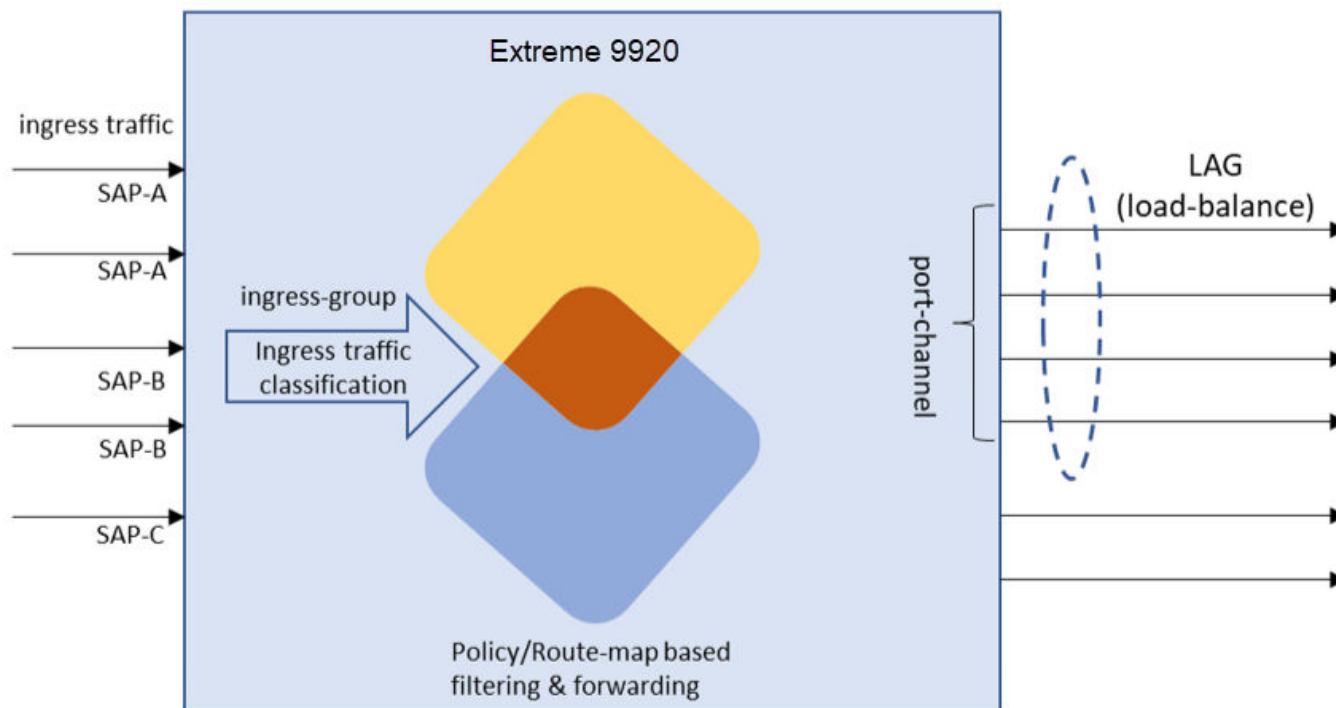 Extreme 9920
ingress traffic
SAP-A
SAP-A
SAP-B
SAP-B
SAP-C
ingress-group
Ingress traffic
classification
Policy/Route-map based
filtering & forwarding
port-channel
LAG
(load-balance)